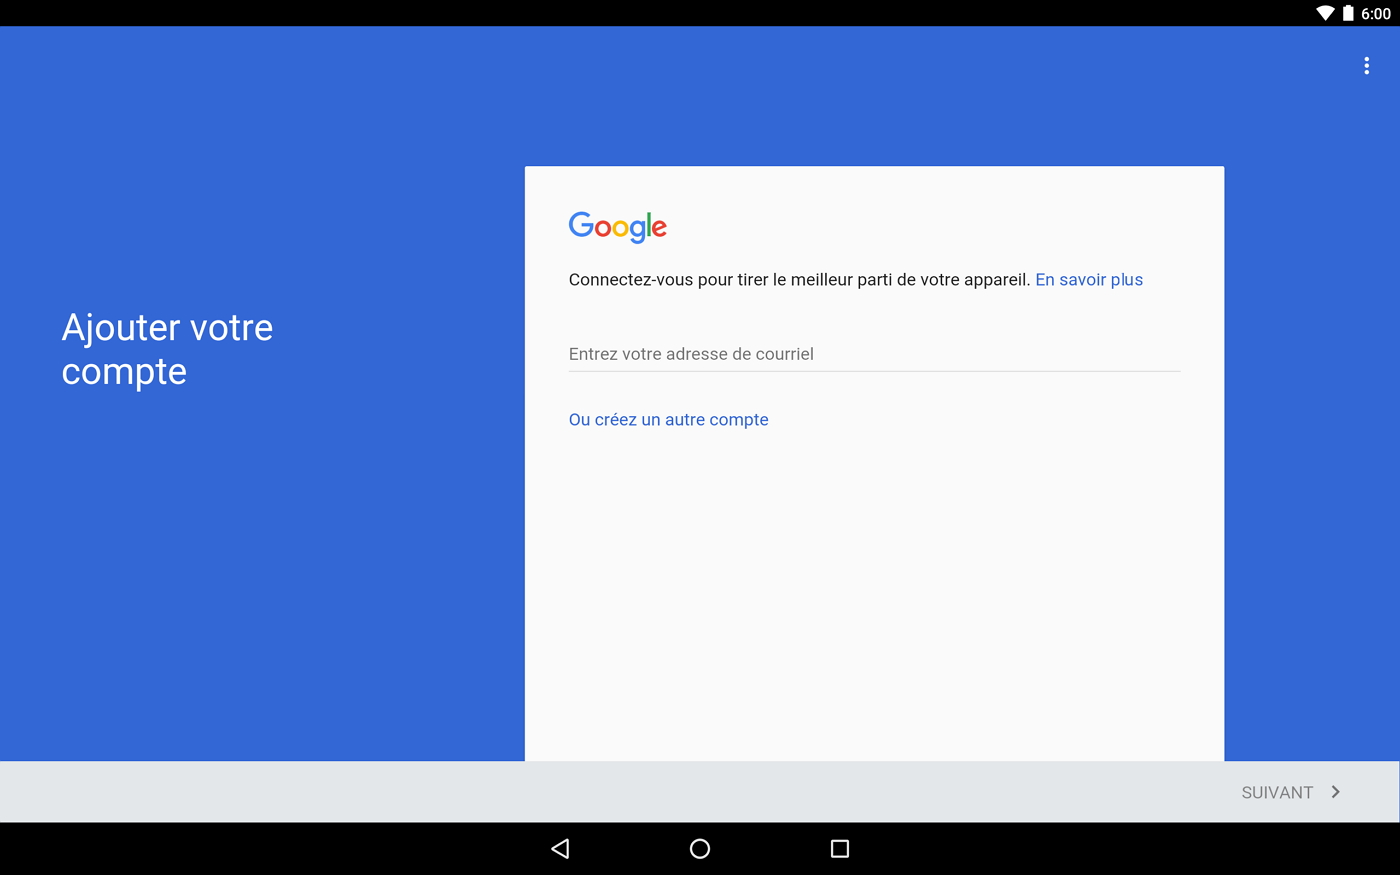 6:00
Ajouter votre
compte
Google
Connectez-vous pour tirer le meilleur parti de votre appareil. En savoir plus
Entrez votre adresse de courriel
Ou créez un autre compte
SUIVANT